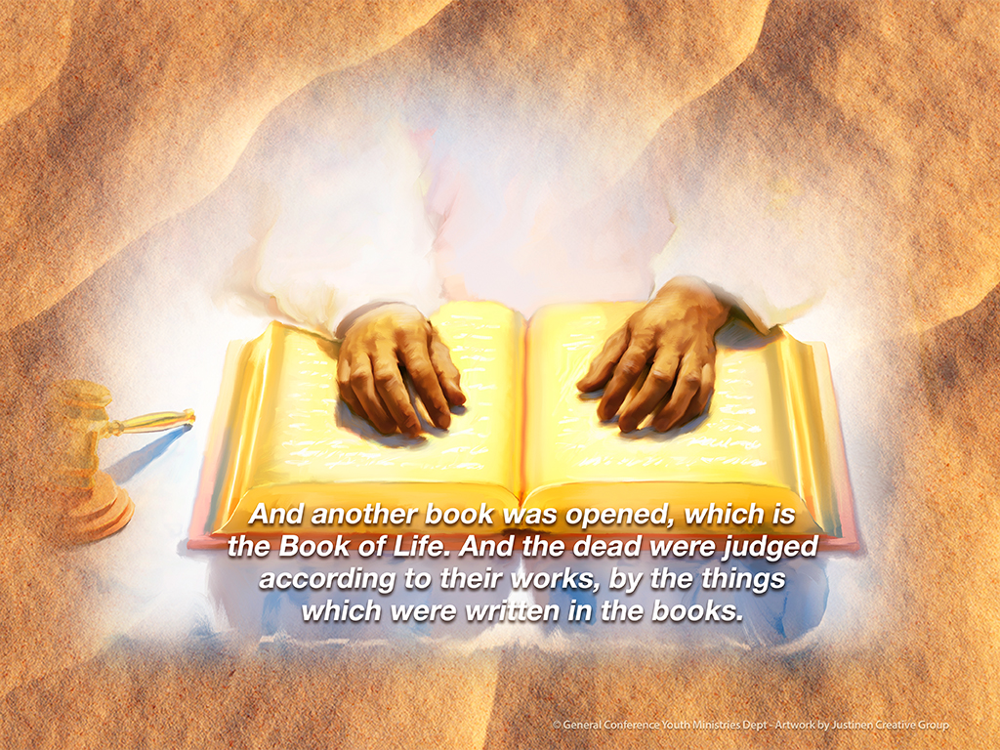 And another book was opened, which is
the Book of Life. And the dead were judged
according to their works, by the things
which were written in the books.
© General Conference Youth Ministries Dept - Artwork by Justinen Creative Group